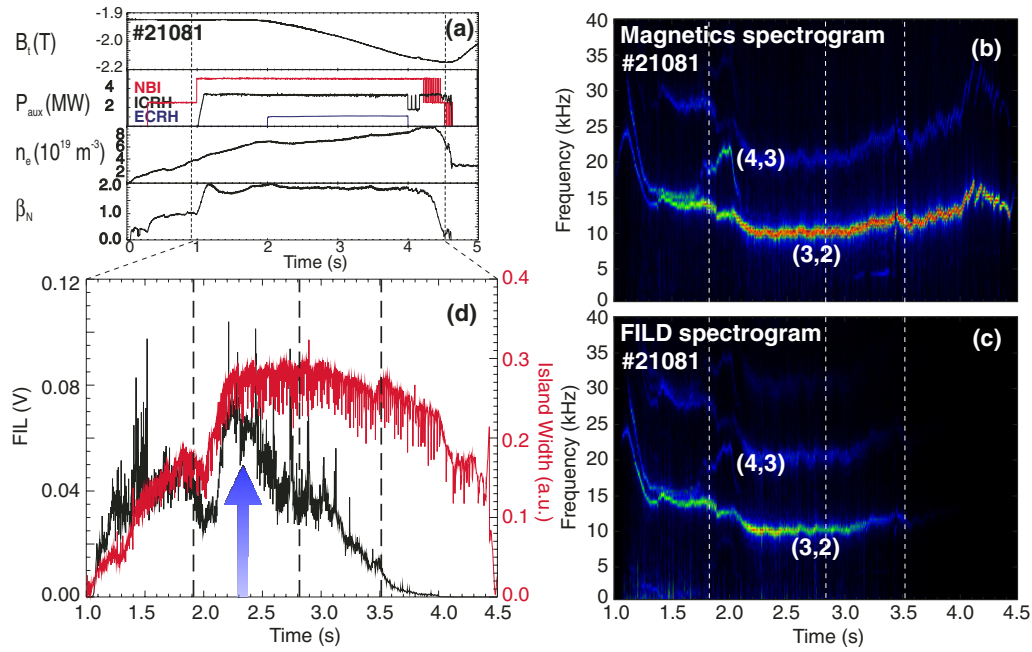 (a)
#21081
B_t(T)
-1.9
-2.2
P_aux(MW)
4
2
NBI
ICRH
ECRH
n_e (10^19 m^-3)
8
6
4
2
β_N
2.0
1.0
0.0
0 1 2 3 4 5
Time (s)
(b)
Magnetics spectrogram
#21081
Frequency (kHz)
40
35
30
25
20
15
10
5
0
(4,3)
(3,2)
1.0 1.5 2.0 2.5 3.0 3.5 4.0 4.5
(c)
FILD spectrogram
#21081
Frequency (kHz)
40
35
30
25
20
15
10
5
0
(4,3)
(3,2)
1.0 1.5 2.0 2.5 3.0 3.5 4.0 4.5
Time (s)
(d)
FIL (V)
0.12
0.08
0.04
0.00
Island Width (a.u.)
0.4
0.3
0.2
0.1
0.0
1.0 1.5 2.0 2.5 3.0 3.5 4.0 4.5
Time (s)